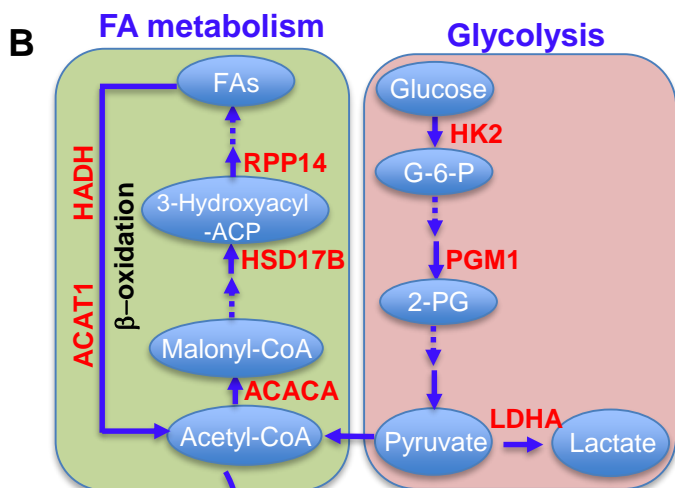 B
FA metabolism
FAs
RPP14
3-Hydroxyacyl
-ACP
HSD17B
Malonyl-CoA
ACACA
Acetyl-CoA
HADH
ACAT1
β–oxidation
Glycolysis
Glucose
HK2
G-6-P
PGM1
2-PG
Pyruvate
LDHA
Lactate